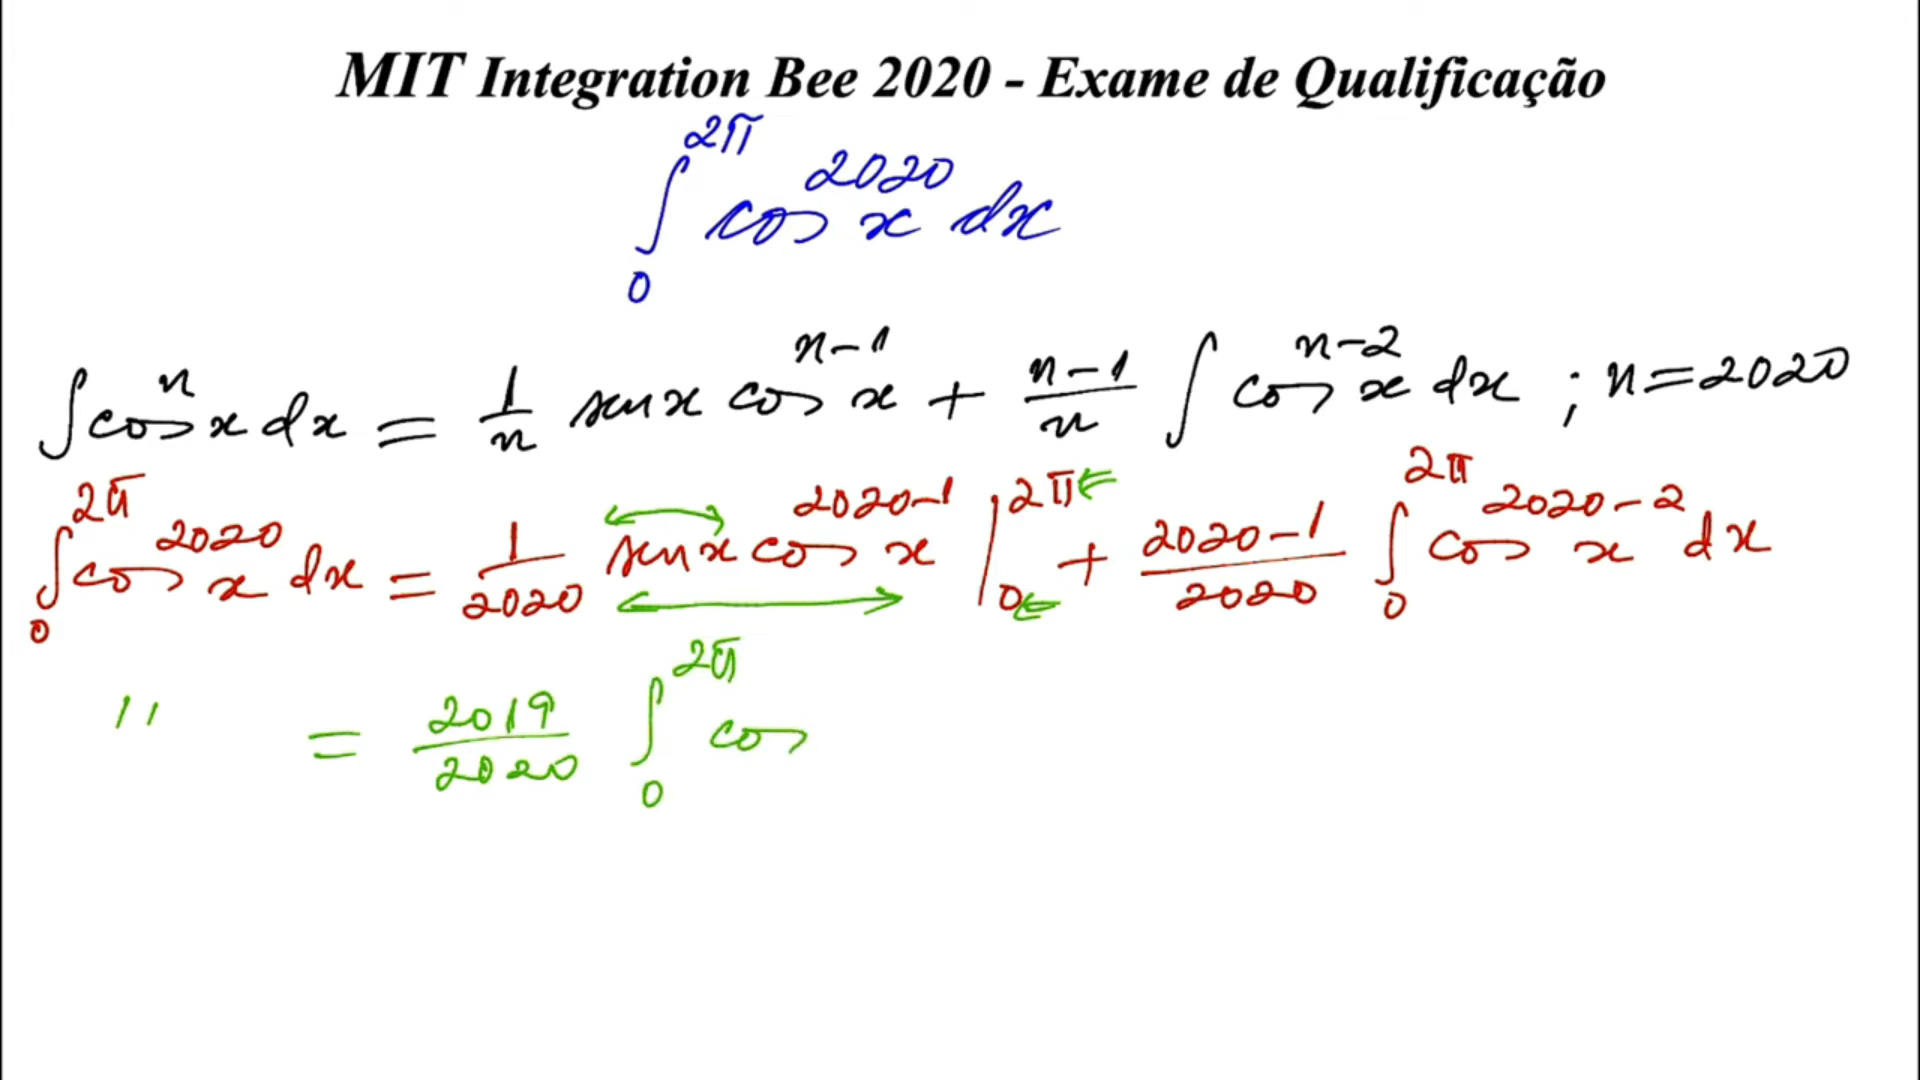 MIT Integration Bee 2020 - Exame de Qualificação
∫₀^{2π} cos^{2020} x dx
∫ cos^n x dx = 1/n sen x cos^{n-1} x + (n-1)/n ∫ cos^{n-2} x dx ; n = 2020
∫₀^{2π} cos^{2020} x dx = 1/2020 sen x cos^{2020-1} x |₀^{2π} + (2020-1)/2020 ∫₀^{2π} cos^{2020-2} x dx
" = 2019/2020 ∫₀^{2π} cos